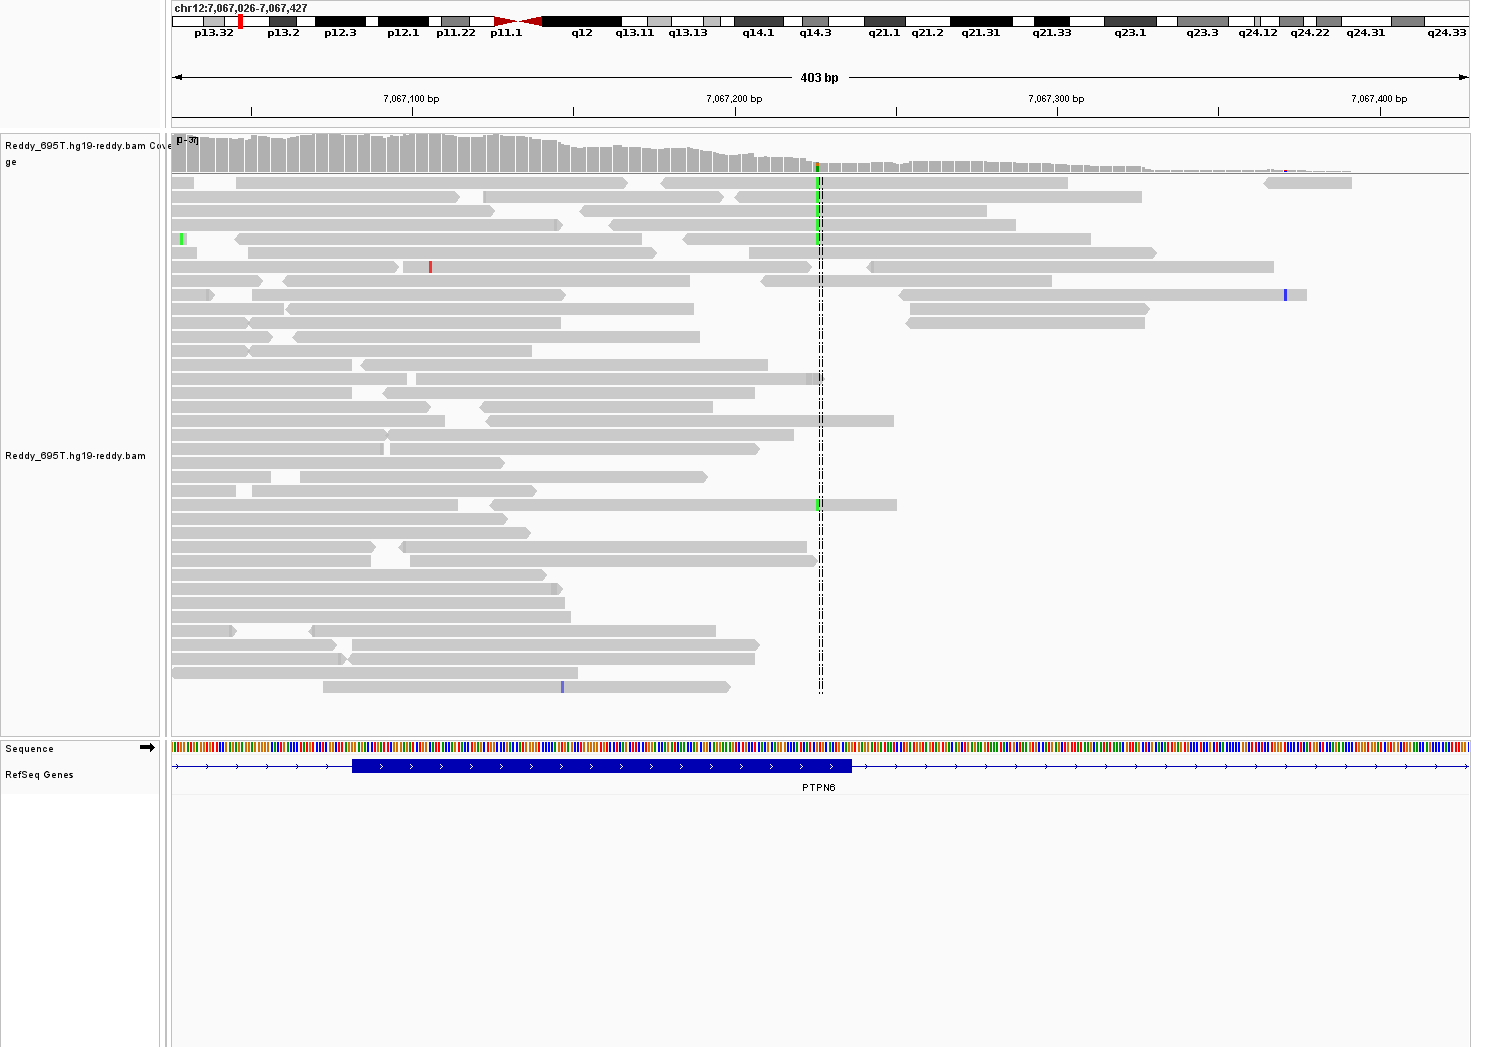 chr12:7,067,026-7,067,427
p13.32 p13.2 p12.3 p12.1 p11.22 p11.1 q12 q13.11 q13.13 q14.1 q14.3 q21.1 q21.2 q21.31 q21.33 q23.1 q23.3 q24.12 q24.22 q24.31 q24.33
403 bp
7,067,100 bp 7,067,200 bp 7,067,300 bp 7,067,400 bp
Reddy_695T.hg19-reddy.bam Cove
ge
Reddy_695T.hg19-reddy.bam
Sequence
RefSeq Genes
PTPN6